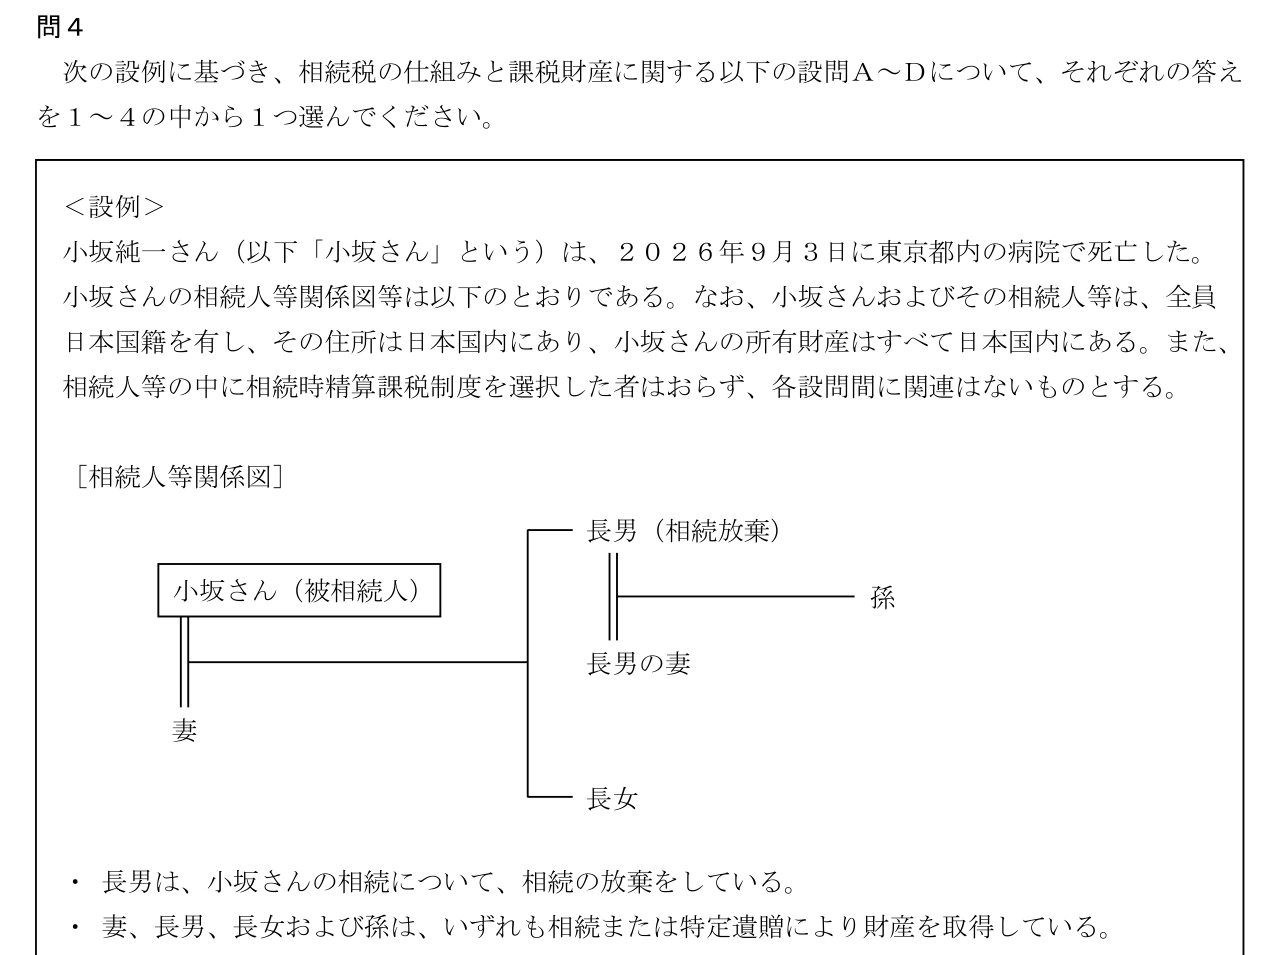 問４
次の設例に基づき、相続税の仕組みと課税財産に関する以下の設問Ａ～Ｄについて、それぞれの答え
を１～４の中から１つ選んでください。
＜設例＞
小坂純一さん（以下「小坂さん」という）は、２０２６年９月３日に東京都内の病院で死亡した。
小坂さんの相続人等関係図等は以下のとおりである。なお、小坂さんおよびその相続人等は、全員
日本国籍を有し、その住所は日本国内にあり、小坂さんの所有財産はすべて日本国内にある。また、
相続人等の中に相続時精算課税制度を選択した者はおらず、各設問間に関連はないものとする。
［相続人等関係図］
長男（相続放棄）
小坂さん（被相続人）
孫
長男の妻
妻
長女
・ 長男は、小坂さんの相続について、相続の放棄をしている。
・ 妻、長男、長女および孫は、いずれも相続または特定遺贈により財産を取得している。